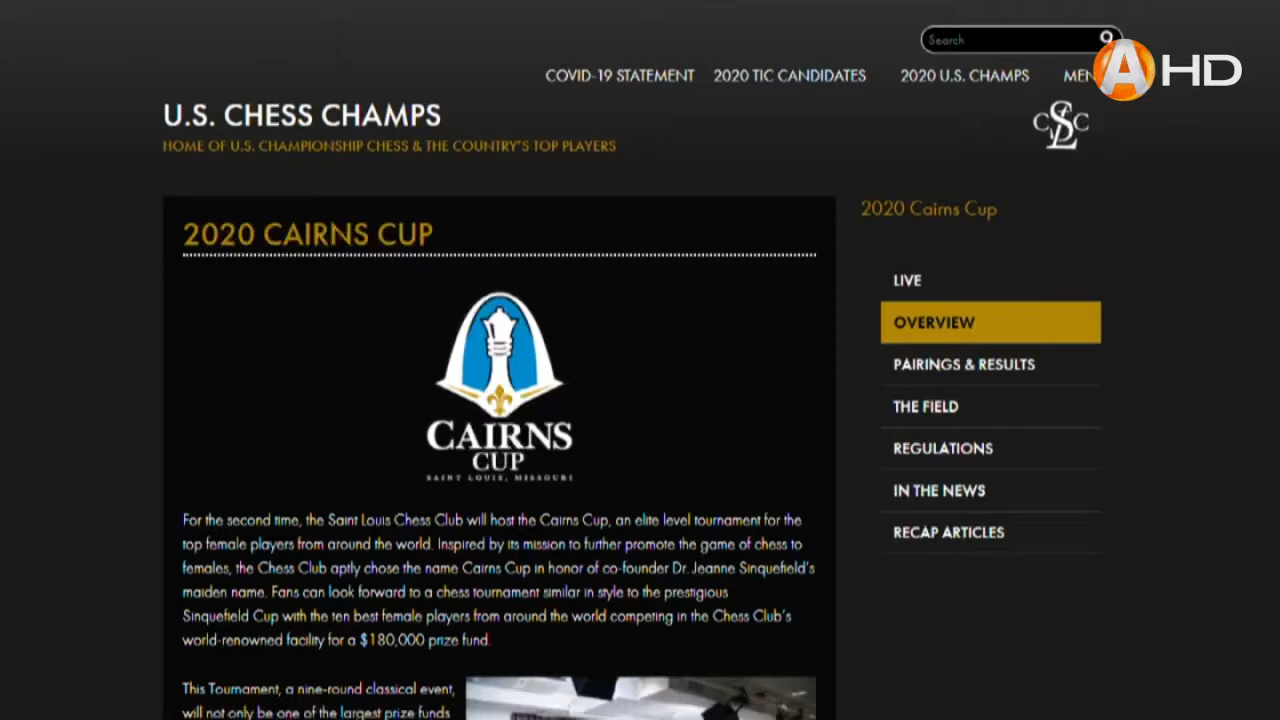 Search
A HD
COVID-19 STATEMENT 2020 TIC CANDIDATES 2020 U.S. CHAMPS MEN
U.S. CHESS CHAMPS
HOME OF U.S. CHAMPIONSHIP CHESS & THE COUNTRY'S TOP PLAYERS
CSLCC
2020 Cairns Cup
2020 CAIRNS CUP
LIVE
OVERVIEW
PAIRINGS & RESULTS
THE FIELD
REGULATIONS
IN THE NEWS
RECAP ARTICLES
CAIRNS
CUP
SAINT LOUIS, MISSOURI
For the second time, the Saint Louis Chess Club will host the Cairns Cup, an elite level tournament for the
top female players from around the world. Inspired by its mission to further promote the game of chess to
females, the Chess Club aptly chose the name Cairns Cup in honor of co-founder Dr. Jeanne Sinquefield's
maiden name. Fans can look forward to a chess tournament similar in style to the prestigious
Sinquefield Cup with the ten best female players from around the world competing in the Chess Club's
world-renowned facility for a $180,000 prize fund.
This Tournament, a nine-round classical event,
will not only be one of the largest prize funds